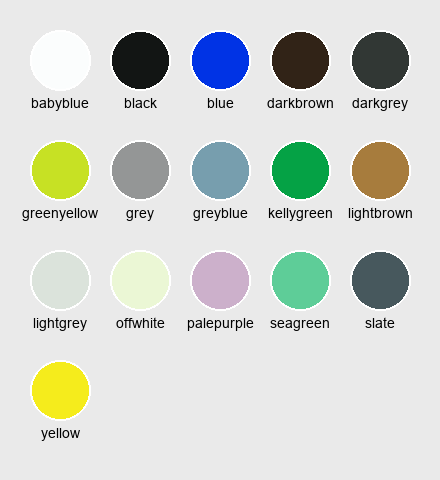 babyblue black blue darkbrown darkgrey
greenyellow grey greyblue kellygreen lightbrown
lightgrey offwhite palepurple seagreen slate
yellow